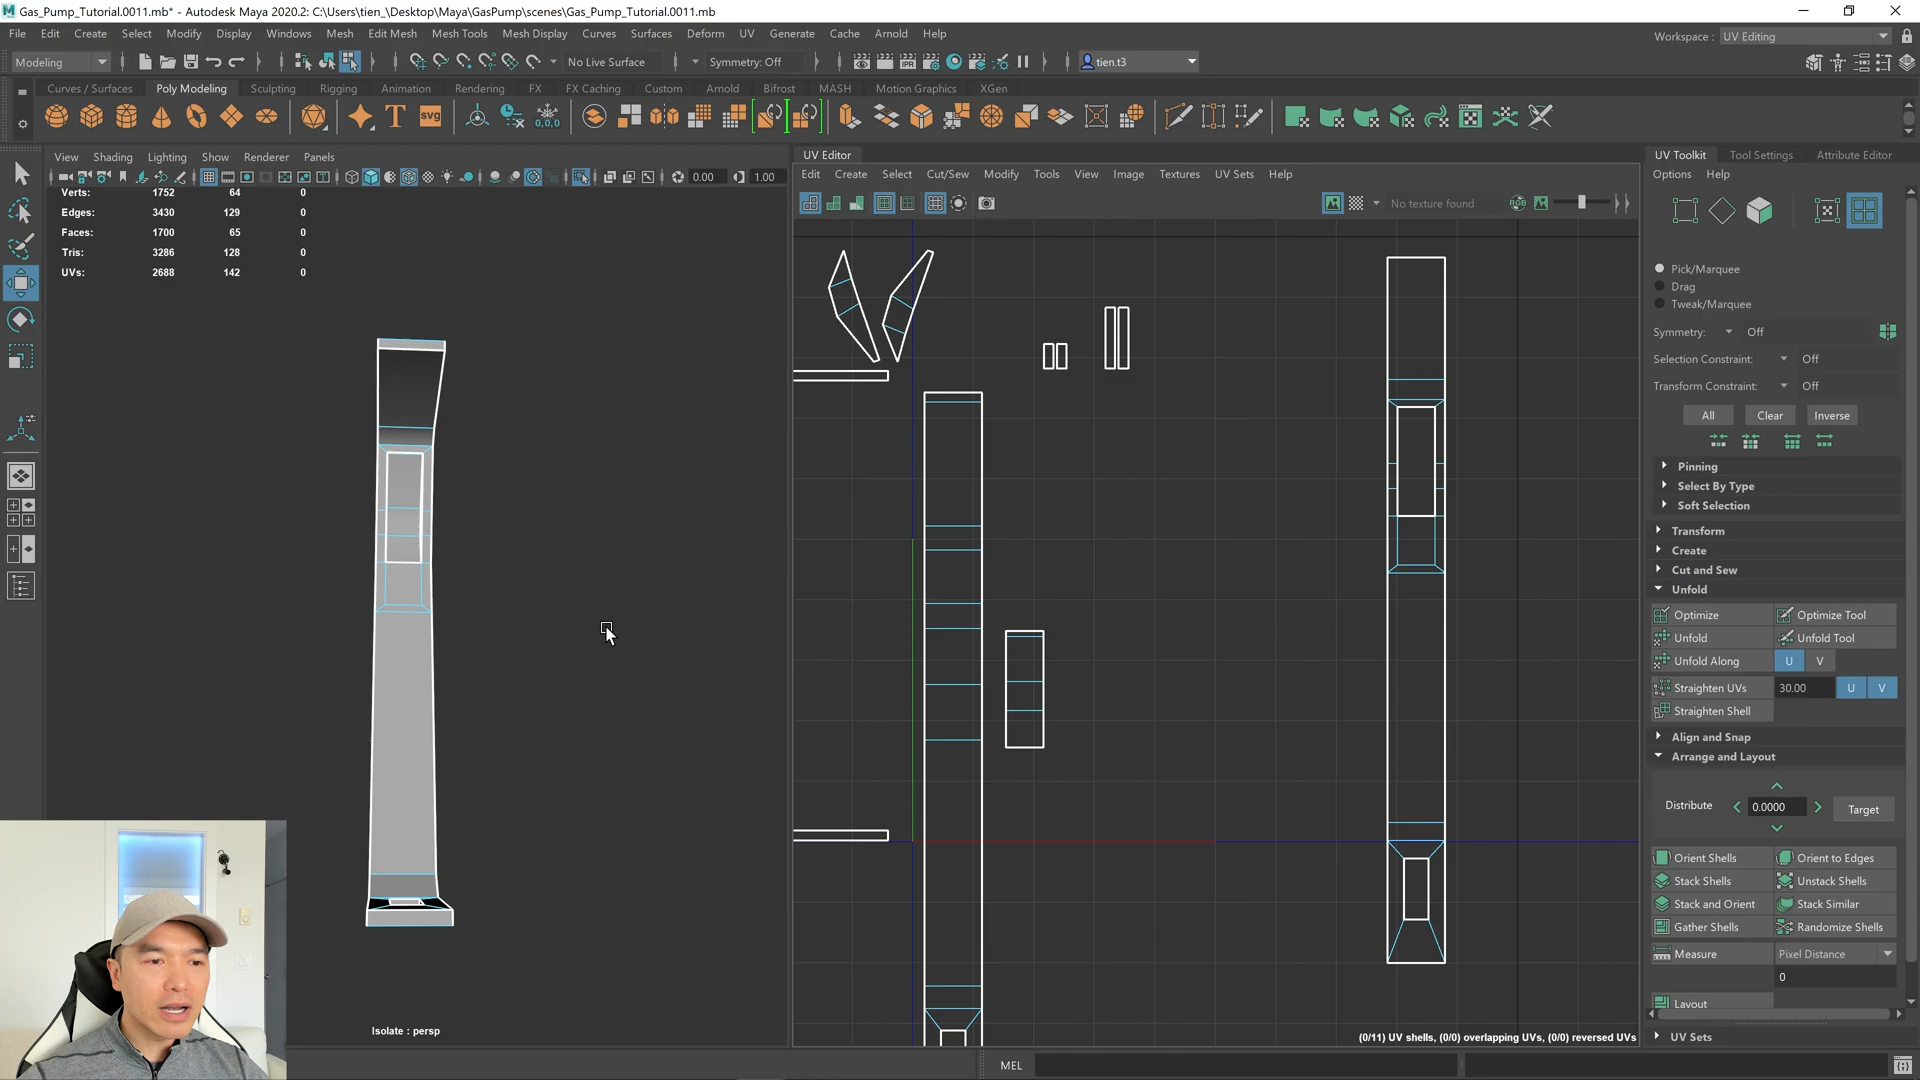 Gas_Pump_Tutorial.0011.mb* - Autodesk Maya 2020.2: C:\Users\tien_\Desktop\Maya\GasPump\scenes\Gas_Pump_Tutorial.0011.mb
File Edit Create Select Modify Display Windows Mesh Edit Mesh Mesh Tools Mesh Display Curves Surfaces Deform UV Generate Cache Arnold Help
Workspace : UV Editing
Modeling No Live Surface Symmetry: Off tien.t3
Curves / Surfaces Poly Modeling Sculpting Rigging Animation Rendering FX FX Caching Custom Arnold Bifrost MASH Motion Graphics XGen
View Shading Lighting Show Renderer Panels
0.00 1.00
Verts: 1752 64 0
Edges: 3430 129 0
Faces: 1700 65 0
Tris: 3286 128 0
UVs: 2688 142 0
Isolate : persp
UV Editor
Edit Create Select Cut/Sew Modify Tools View Image Textures UV Sets Help
No texture found
(0/11) UV shells, (0/0) overlapping UVs, (0/0) reversed UVs
UV Toolkit Tool Settings Attribute Editor
Options Help
Pick/Marquee
Drag
Tweak/Marquee
Symmetry: Off
Selection Constraint: Off
Transform Constraint: Off
All Clear Inverse
Pinning
Select By Type
Soft Selection
Transform
Create
Cut and Sew
Unfold
Optimize Optimize Tool
Unfold Unfold Tool
Unfold Along U V
Straighten UVs 30.00 U V
Straighten Shell
Align and Snap
Arrange and Layout
Distribute 0.0000 Target
Orient Shells Orient to Edges
Stack Shells Unstack Shells
Stack and Orient Stack Similar
Gather Shells Randomize Shells
Measure Pixel Distance
0
Layout
UV Sets
MEL